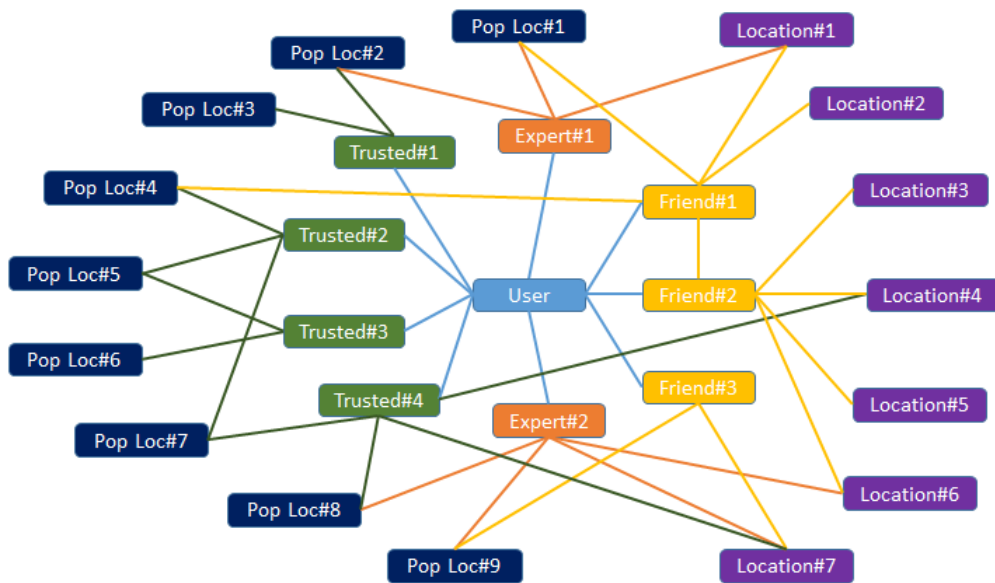 Pop Loc#1
Location#1
Pop Loc#2
Location#2
Pop Loc#3
Expert#1
Trusted#1
Pop Loc#4
Location#3
Friend#1
Trusted#2
Pop Loc#5
User
Friend#2
Location#4
Trusted#3
Pop Loc#6
Friend#3
Trusted#4
Location#5
Expert#2
Pop Loc#7
Location#6
Pop Loc#8
Pop Loc#9
Location#7